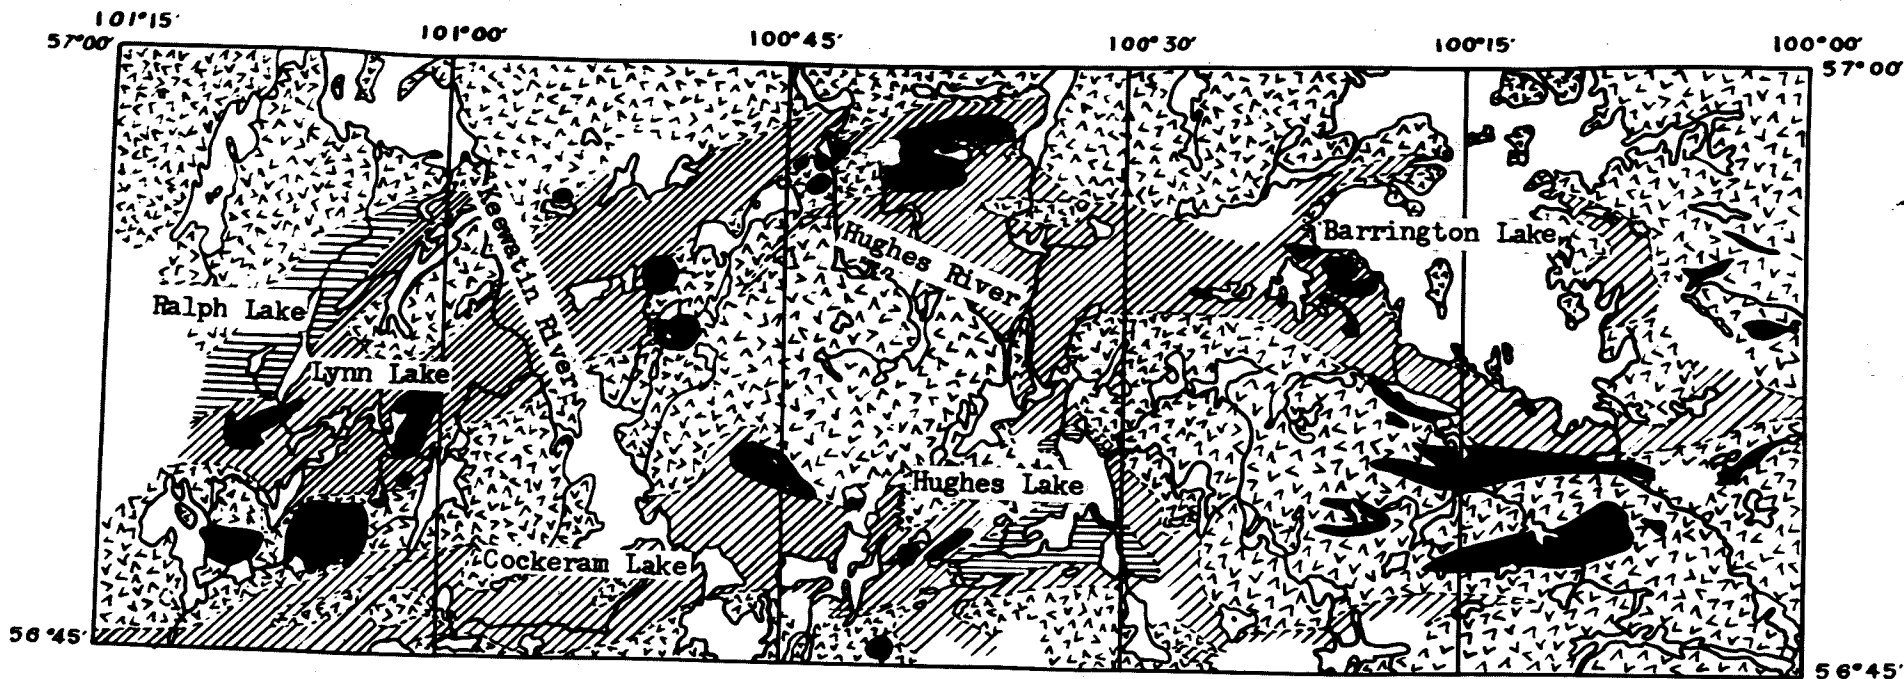 101°15′
101°00′
100°45′
100°30′
100°15′
100°00′
57°00′
57°00′
Keewatin River
Hughes River
Barrington Lake
Ralph Lake
Lynn Lake
Hughes Lake
Cockeram Lake
56°45′
56°45′